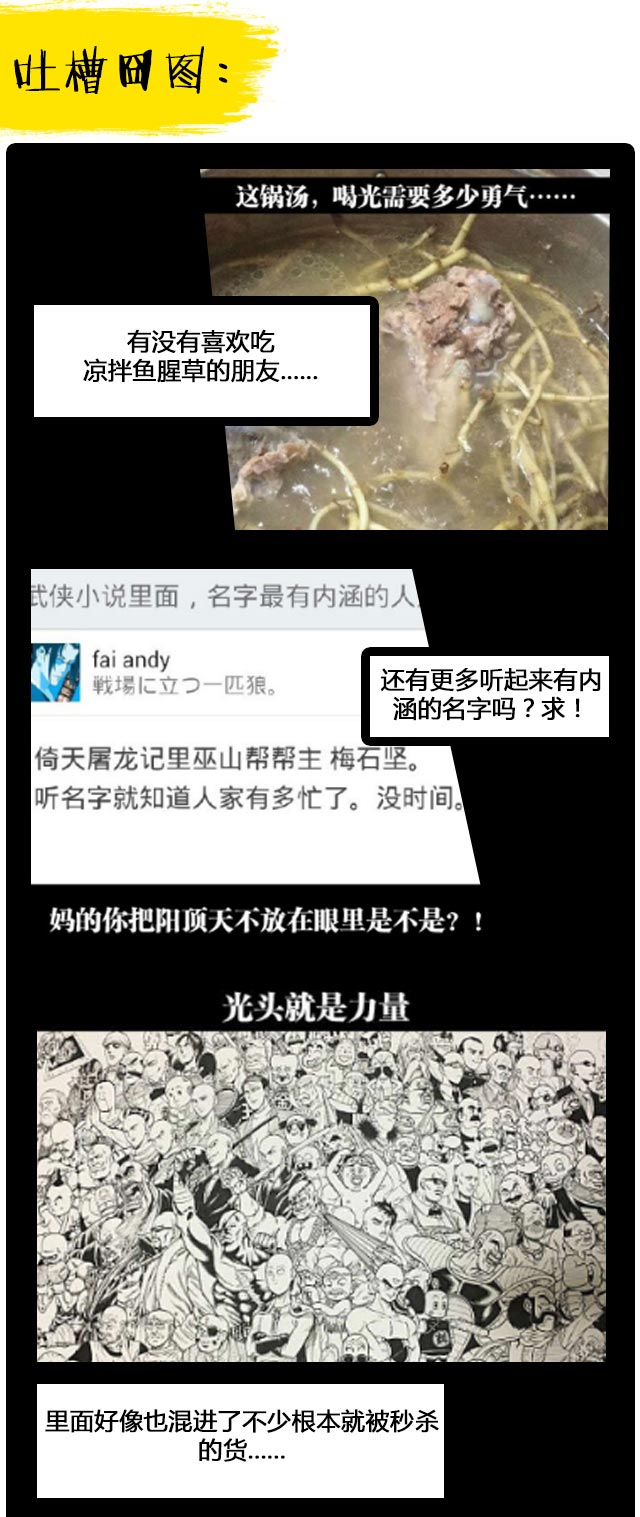 吐槽囧图：
这锅汤，喝光需要多少勇气……
有没有喜欢吃
凉拌鱼腥草的朋友……
武侠小说里面，名字最有内涵的人
fai andy
戦場に立つ一匹狼。
还有更多听起来有内
涵的名字吗？求！
倚天屠龙记里巫山帮帮主 梅石坚。
听名字就知道人家有多忙了。没时间。
妈的你把阳顶天不放在眼里是不是？！
光头就是力量
里面好像也混进了不少根本就被秒杀
的货……